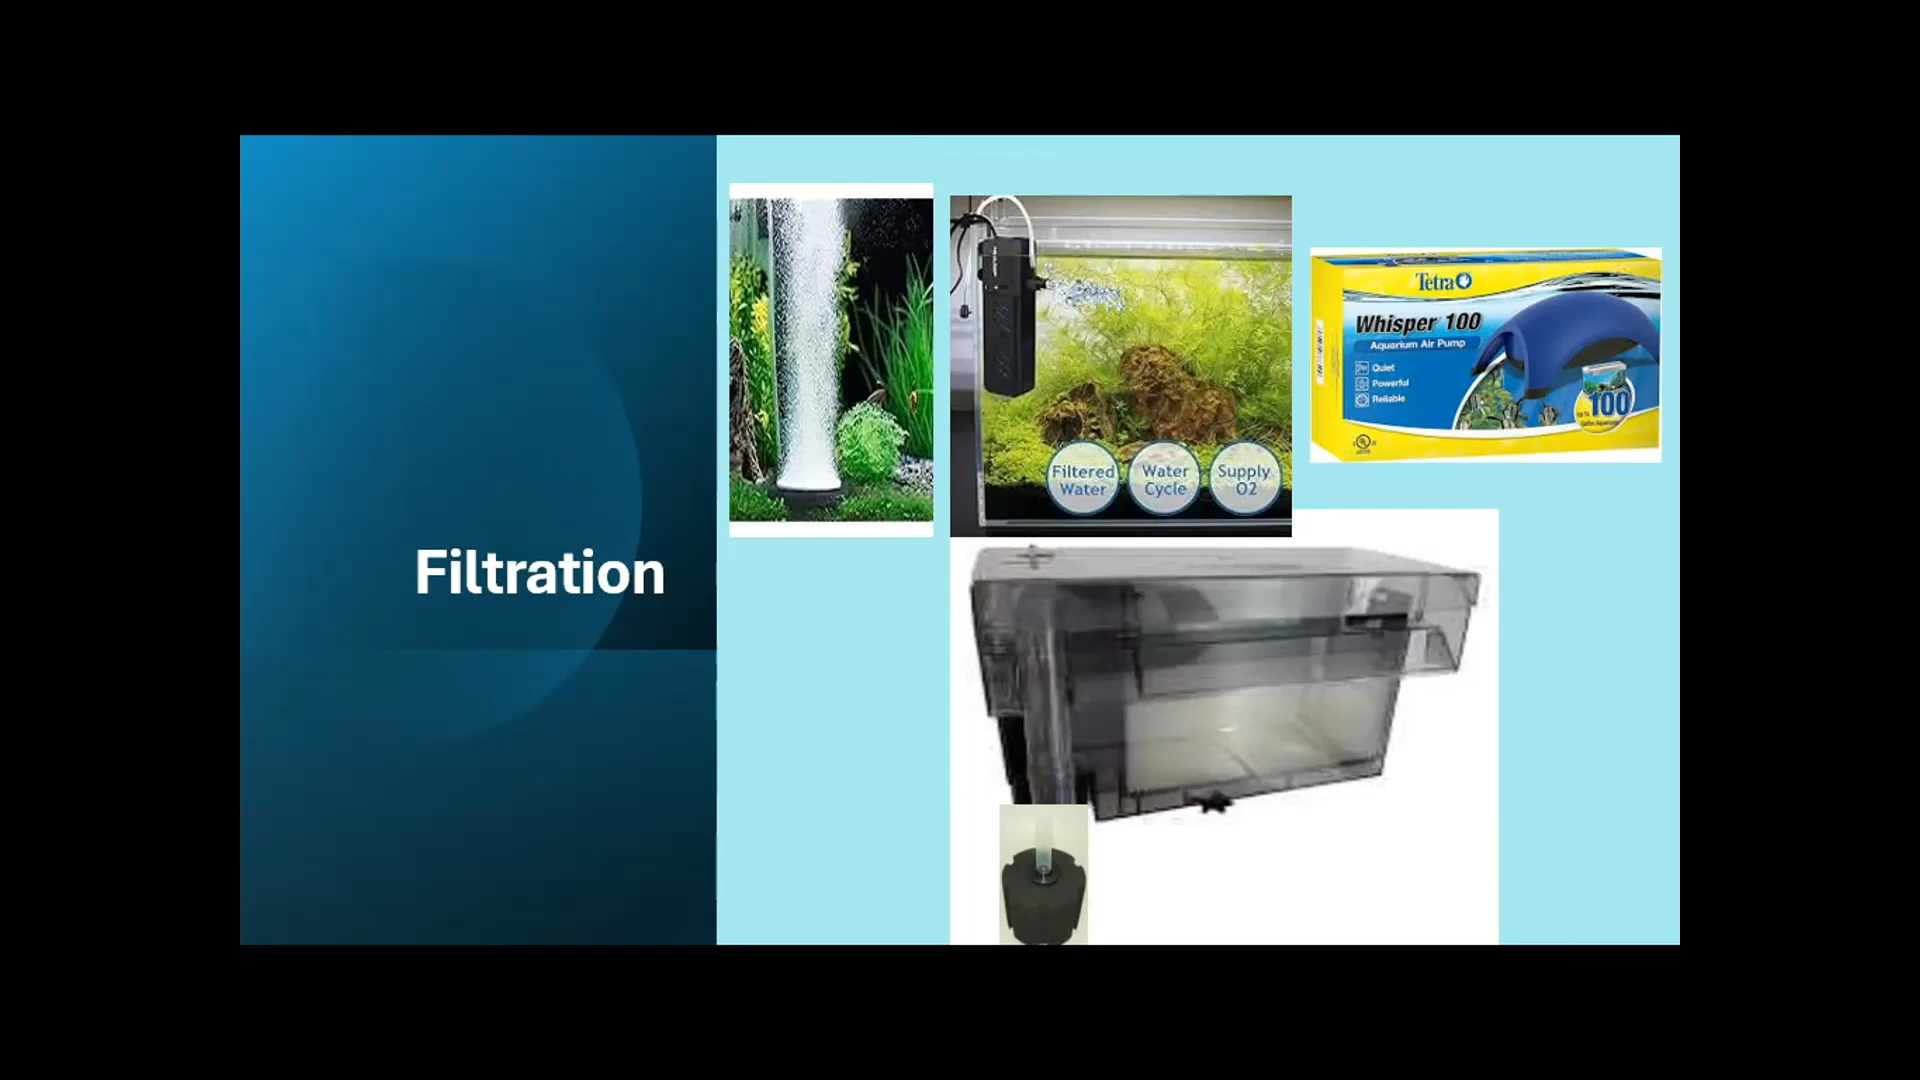 Filtration
Filtered
Water
Water
Cycle
Supply
O2
Tetra
Whisper 100
Aquarium Air Pump
Quiet
Powerful
Reliable
100